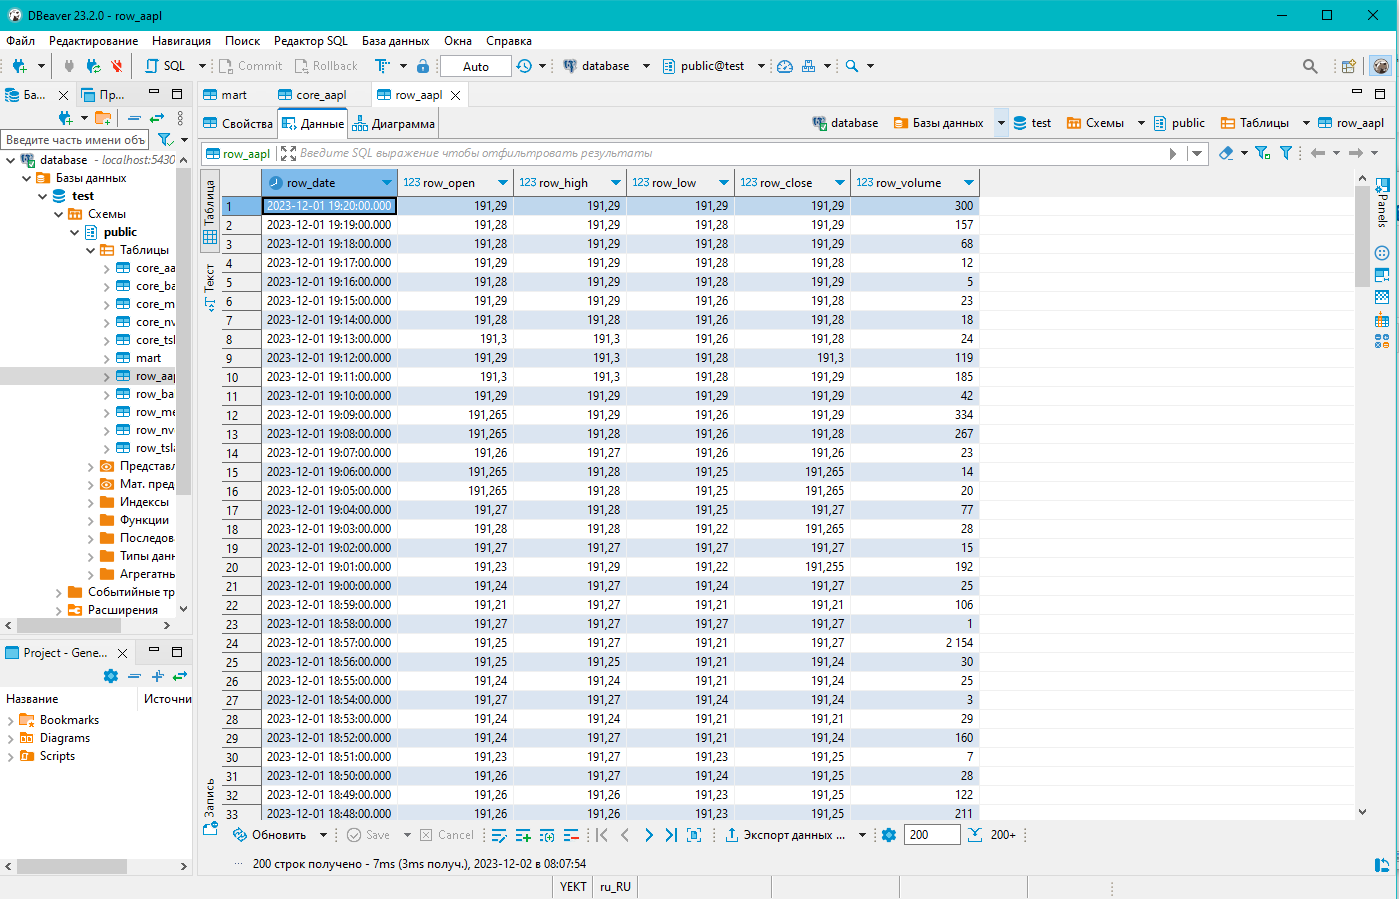 DBeaver 23.2.0 - row_aapl
Файл Редактирование Навигация Поиск Редактор SQL База данных Окна Справка
SQL Commit Rollback Auto database public@test
Ба... Пр... mart core_aapl row_aapl
Свойства Данные Диаграмма database Базы данных test Схемы public Таблицы row_aapl
Введите часть имени объ
row_aapl Введите SQL выражение чтобы отфильтровать результаты
database - localhost:5430
Базы данных
test
Схемы
public
Таблицы
core_aa
core_ba
core_m
core_nv
core_tsl
mart
row_aap
row_ba
row_me
row_nv
row_tsla
Представл
Мат. пред
Индексы
Функции
Последов
Типы данн
Агрегатны
Событийные тр
Расширения
Project - Gene...
Название Источни
Bookmarks
Diagrams
Scripts
Таблица
Текст
Запись
Panels
row_date 123 row_open 123 row_high 123 row_low 123 row_close 123 row_volume
1 2023-12-01 19:20:00.000 191,29 191,29 191,29 191,29 300
2 2023-12-01 19:19:00.000 191,28 191,29 191,28 191,29 157
3 2023-12-01 19:18:00.000 191,28 191,29 191,28 191,29 68
4 2023-12-01 19:17:00.000 191,29 191,29 191,28 191,28 12
5 2023-12-01 19:16:00.000 191,28 191,29 191,28 191,29 5
6 2023-12-01 19:15:00.000 191,29 191,29 191,26 191,28 23
7 2023-12-01 19:14:00.000 191,28 191,28 191,26 191,28 18
8 2023-12-01 19:13:00.000 191,3 191,3 191,26 191,28 24
9 2023-12-01 19:12:00.000 191,29 191,3 191,28 191,3 119
10 2023-12-01 19:11:00.000 191,3 191,3 191,28 191,29 185
11 2023-12-01 19:10:00.000 191,29 191,29 191,29 191,29 42
12 2023-12-01 19:09:00.000 191,265 191,29 191,26 191,29 334
13 2023-12-01 19:08:00.000 191,265 191,28 191,26 191,28 267
14 2023-12-01 19:07:00.000 191,26 191,27 191,26 191,26 23
15 2023-12-01 19:06:00.000 191,265 191,28 191,25 191,265 14
16 2023-12-01 19:05:00.000 191,265 191,28 191,25 191,265 20
17 2023-12-01 19:04:00.000 191,27 191,28 191,25 191,27 77
18 2023-12-01 19:03:00.000 191,28 191,28 191,22 191,265 28
19 2023-12-01 19:02:00.000 191,27 191,27 191,27 191,27 15
20 2023-12-01 19:01:00.000 191,23 191,29 191,22 191,255 192
21 2023-12-01 19:00:00.000 191,24 191,27 191,24 191,27 25
22 2023-12-01 18:59:00.000 191,21 191,27 191,21 191,21 106
23 2023-12-01 18:58:00.000 191,27 191,27 191,27 191,27 1
24 2023-12-01 18:57:00.000 191,25 191,27 191,21 191,27 2 154
25 2023-12-01 18:56:00.000 191,25 191,25 191,21 191,24 30
26 2023-12-01 18:55:00.000 191,24 191,24 191,21 191,24 25
27 2023-12-01 18:54:00.000 191,27 191,27 191,24 191,24 3
28 2023-12-01 18:53:00.000 191,24 191,24 191,21 191,21 29
29 2023-12-01 18:52:00.000 191,24 191,27 191,21 191,24 160
30 2023-12-01 18:51:00.000 191,23 191,27 191,23 191,25 7
31 2023-12-01 18:50:00.000 191,26 191,27 191,24 191,25 28
32 2023-12-01 18:49:00.000 191,26 191,26 191,23 191,25 122
33 2023-12-01 18:48:00.000 191,26 191,26 191,23 191,25 211
Обновить Save Cancel Экспорт данных ... 200 200+
200 строк получено - 7ms (3ms получ.), 2023-12-02 в 08:07:54
YEKT ru_RU